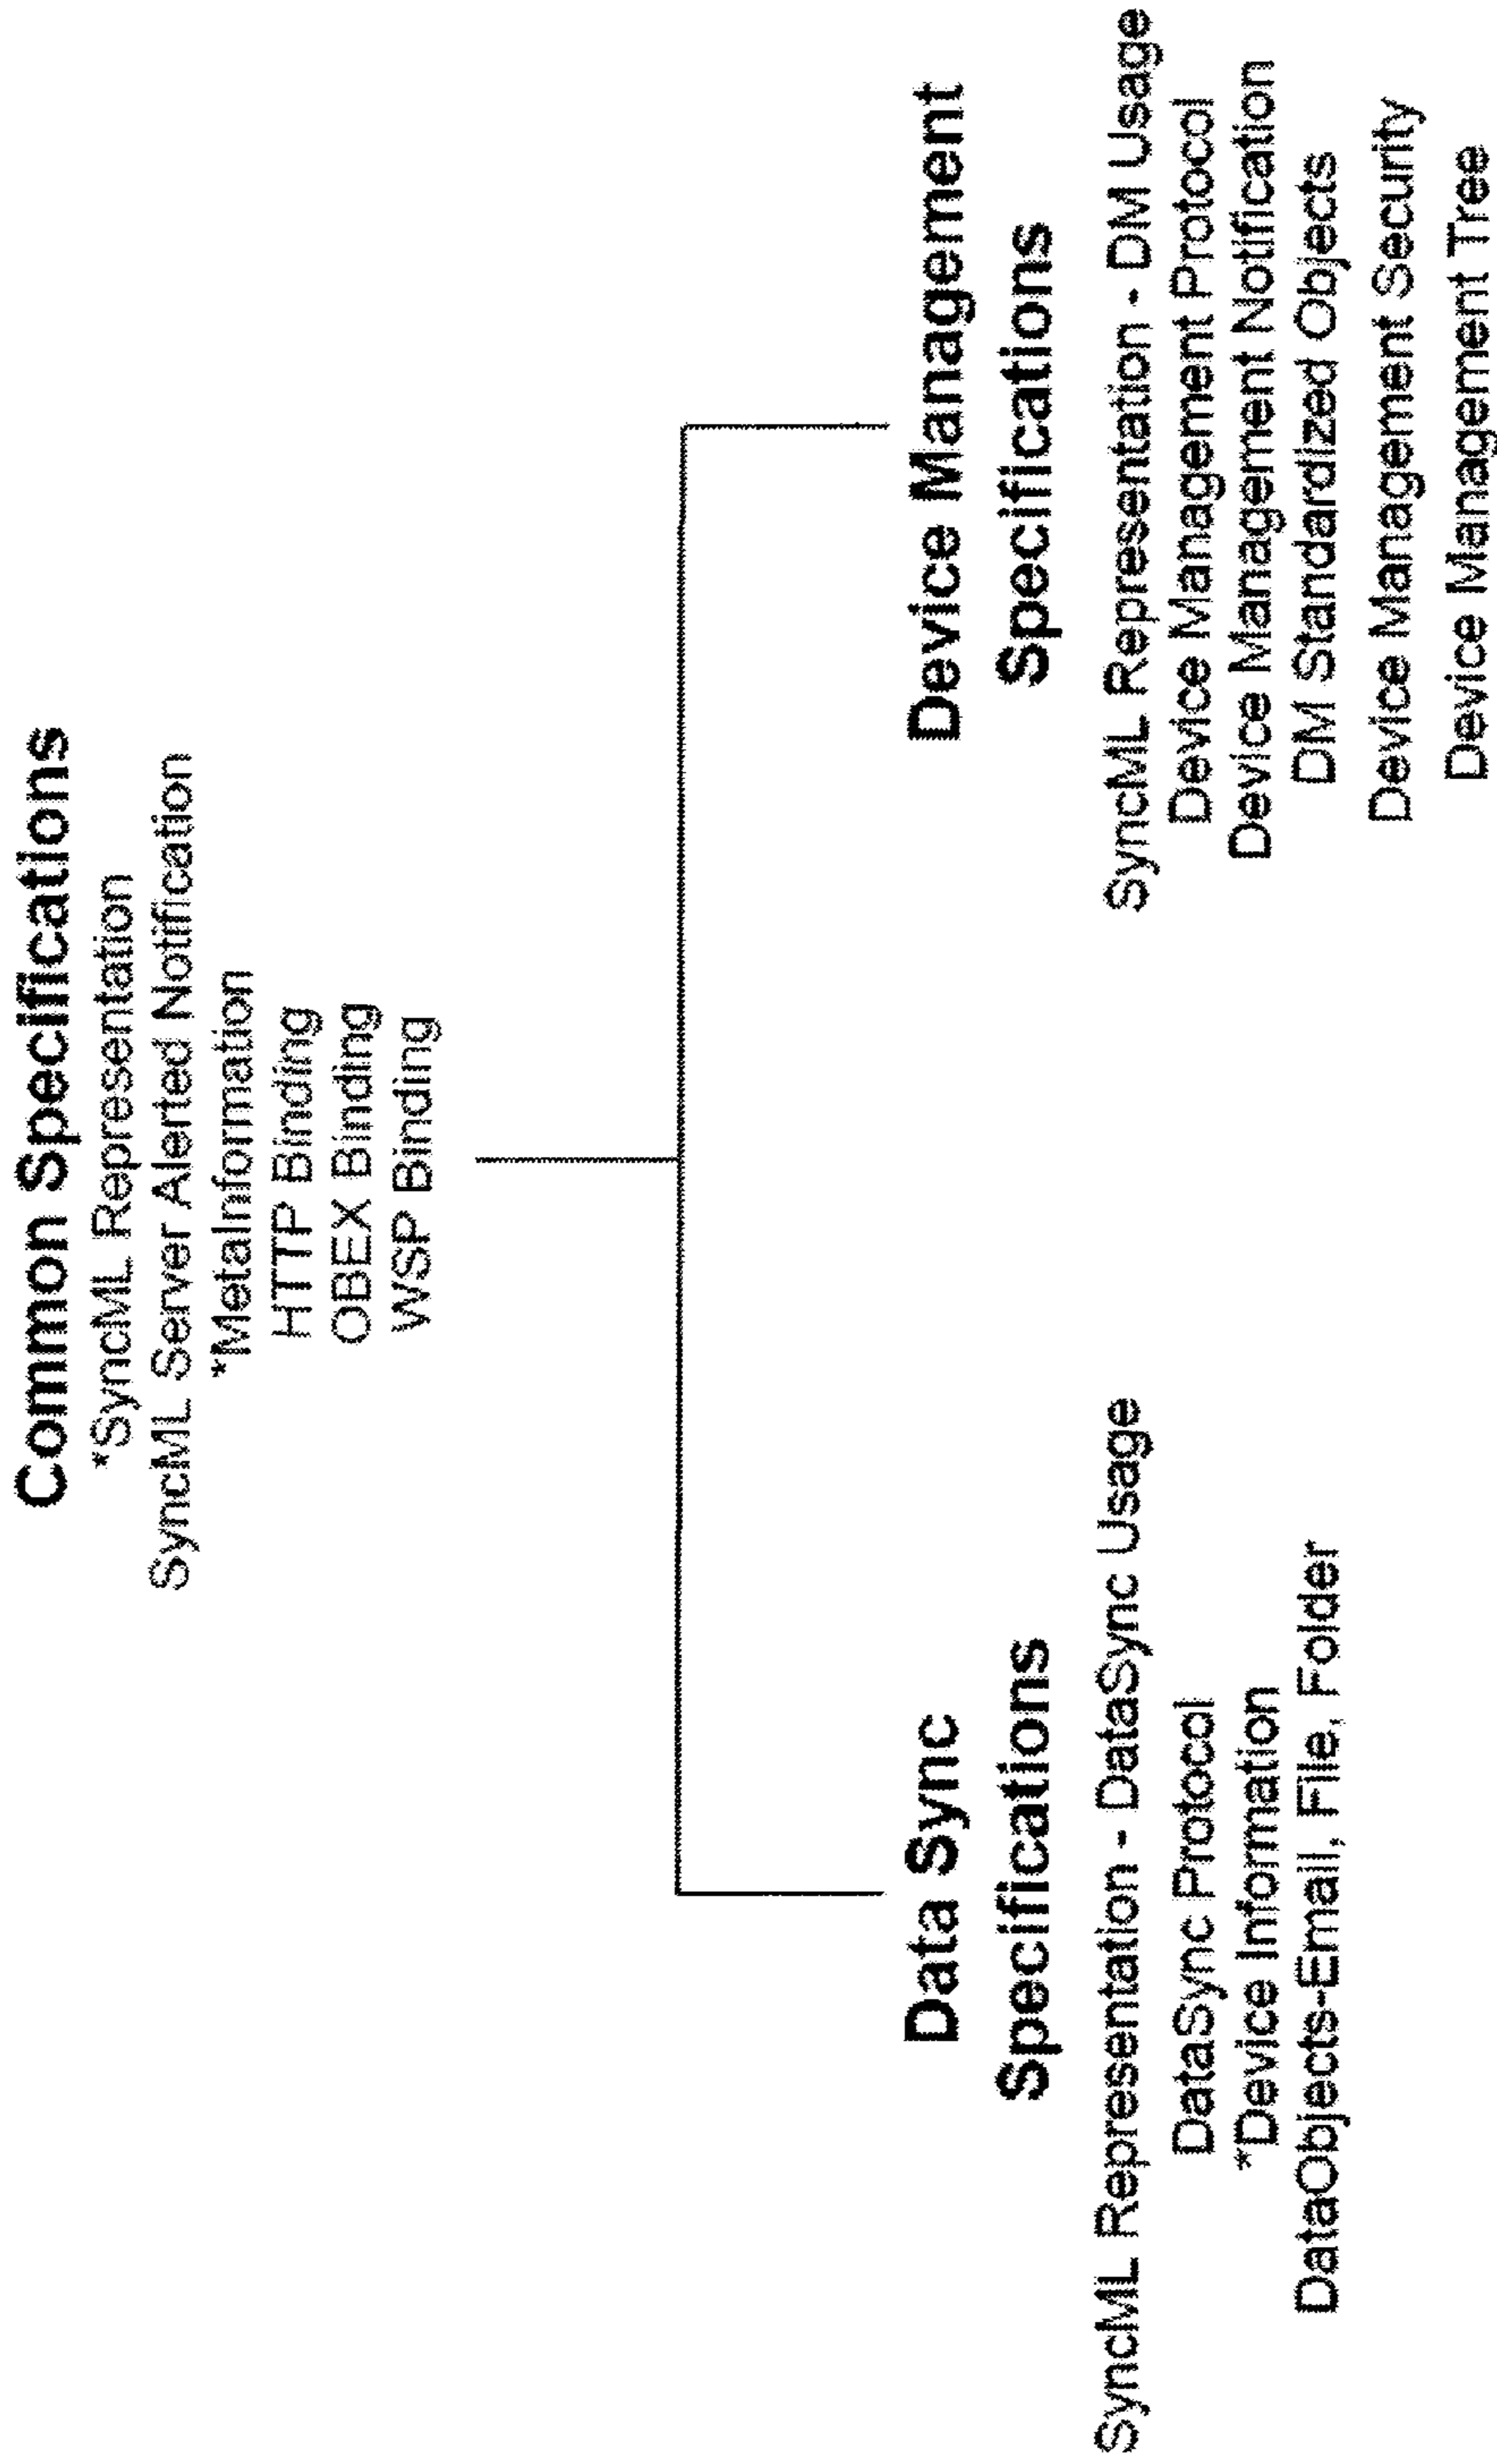 Common Specifications
*SyncML Representation
SyncML Server Alerted Notification
*MetaInformation
HTTP Binding
OBEX Binding
WSP Binding
Data Sync
Specifications
SyncML Representation - DataSync Usage
DataSync Protocol
*Device Information
DataObjects-Email, File, Folder
Device Management
Specifications
SyncML Representation - DM Usage
Device Management Protocol
Device Management Notification
DM Standardized Objects
Device Management Security
Device Management Tree